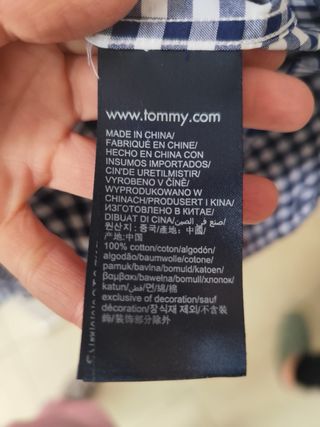 www.tommy.com
MADE IN CHINA/
FABRIQUÉ EN CHINE/
HECHO EN CHINA CON
INSUMOS IMPORTADOS/
ÇIN'DE URETILMISTIR/
VYROBENO V ČÍNĚ/
WYPRODUKOWANO W
CHINACH/PRODUSERT I KINA/
ИЗГОТОВЛЕНО В КИТАЕ/
DIBUAT DI CINA/صنع في الصين/
원산지: 중국/產地: 中國/
产地:中国
100% cotton/coton/algodón/
algodão/baumwolle/cotone/
pamuk/bavlna/bomuld/katoen/
βαμβακι/bawełna/bomull/хлопок/
katun/قطن/면/綿/棉
exclusive of decoration/sauf
décoration/장식재 제외/不含裝
飾/装饰部分除外